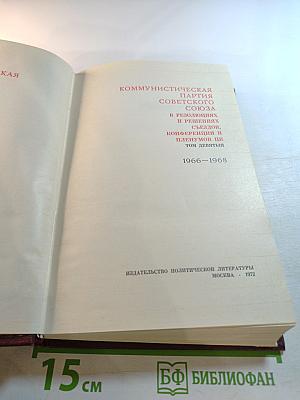 КАЯ
КОММУНИСТИЧЕСКАЯ
ПАРТИЯ
СОВЕТСКОГО
СОЮЗА
В РЕЗОЛЮЦИЯХ
И РЕШЕНИЯХ
СЪЕЗДОВ,
КОНФЕРЕНЦИЙ И
ПЛЕНУМОВ ЦК
ТОМ ДЕВЯТЫЙ
1966—1968
ИЗДАТЕЛЬСТВО ПОЛИТИЧЕСКОЙ ЛИТЕРАТУРЫ
МОСКВА · 1972
15 см
БФ БИБЛИОФАН